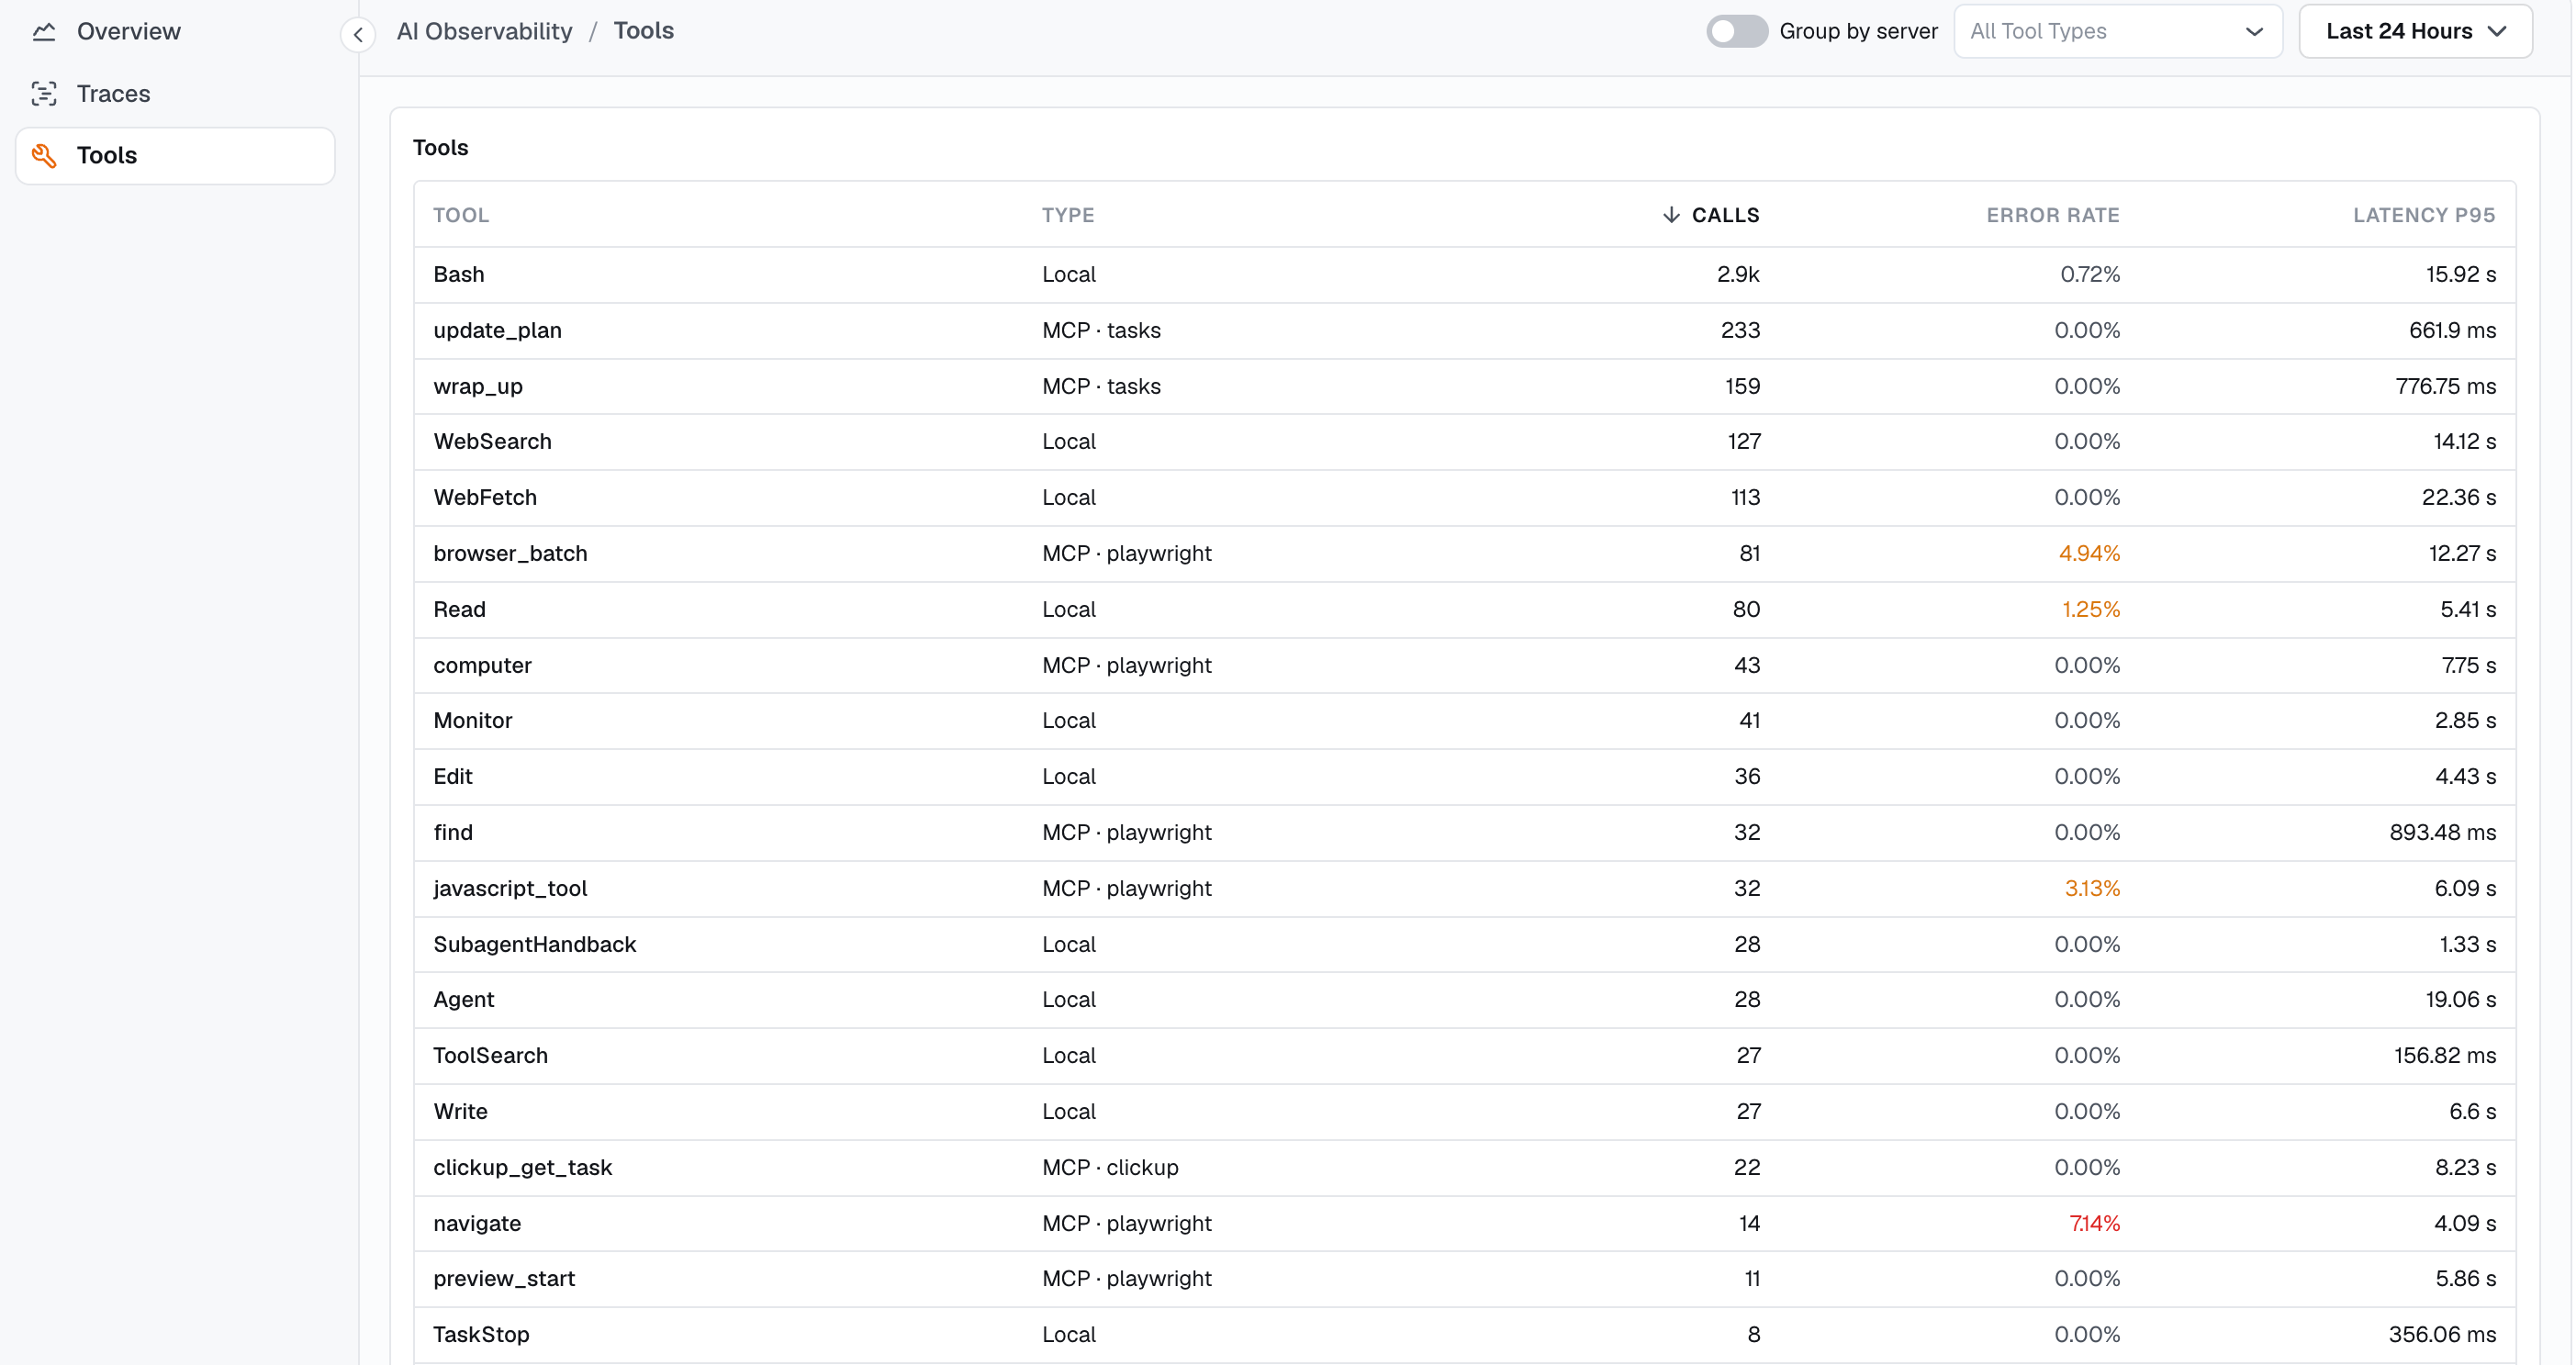 Overview
Traces
Tools
AI Observability / Tools
Group by server
All Tool Types
Last 24 Hours
Tools
TOOL TYPE CALLS ERROR RATE LATENCY P95
Bash Local 2.9k 0.72% 15.92 s
update_plan MCP · tasks 233 0.00% 661.9 ms
wrap_up MCP · tasks 159 0.00% 776.75 ms
WebSearch Local 127 0.00% 14.12 s
WebFetch Local 113 0.00% 22.36 s
browser_batch MCP · playwright 81 4.94% 12.27 s
Read Local 80 1.25% 5.41 s
computer MCP · playwright 43 0.00% 7.75 s
Monitor Local 41 0.00% 2.85 s
Edit Local 36 0.00% 4.43 s
find MCP · playwright 32 0.00% 893.48 ms
javascript_tool MCP · playwright 32 3.13% 6.09 s
SubagentHandback Local 28 0.00% 1.33 s
Agent Local 28 0.00% 19.06 s
ToolSearch Local 27 0.00% 156.82 ms
Write Local 27 0.00% 6.6 s
clickup_get_task MCP · clickup 22 0.00% 8.23 s
navigate MCP · playwright 14 7.14% 4.09 s
preview_start MCP · playwright 11 0.00% 5.86 s
TaskStop Local 8 0.00% 356.06 ms